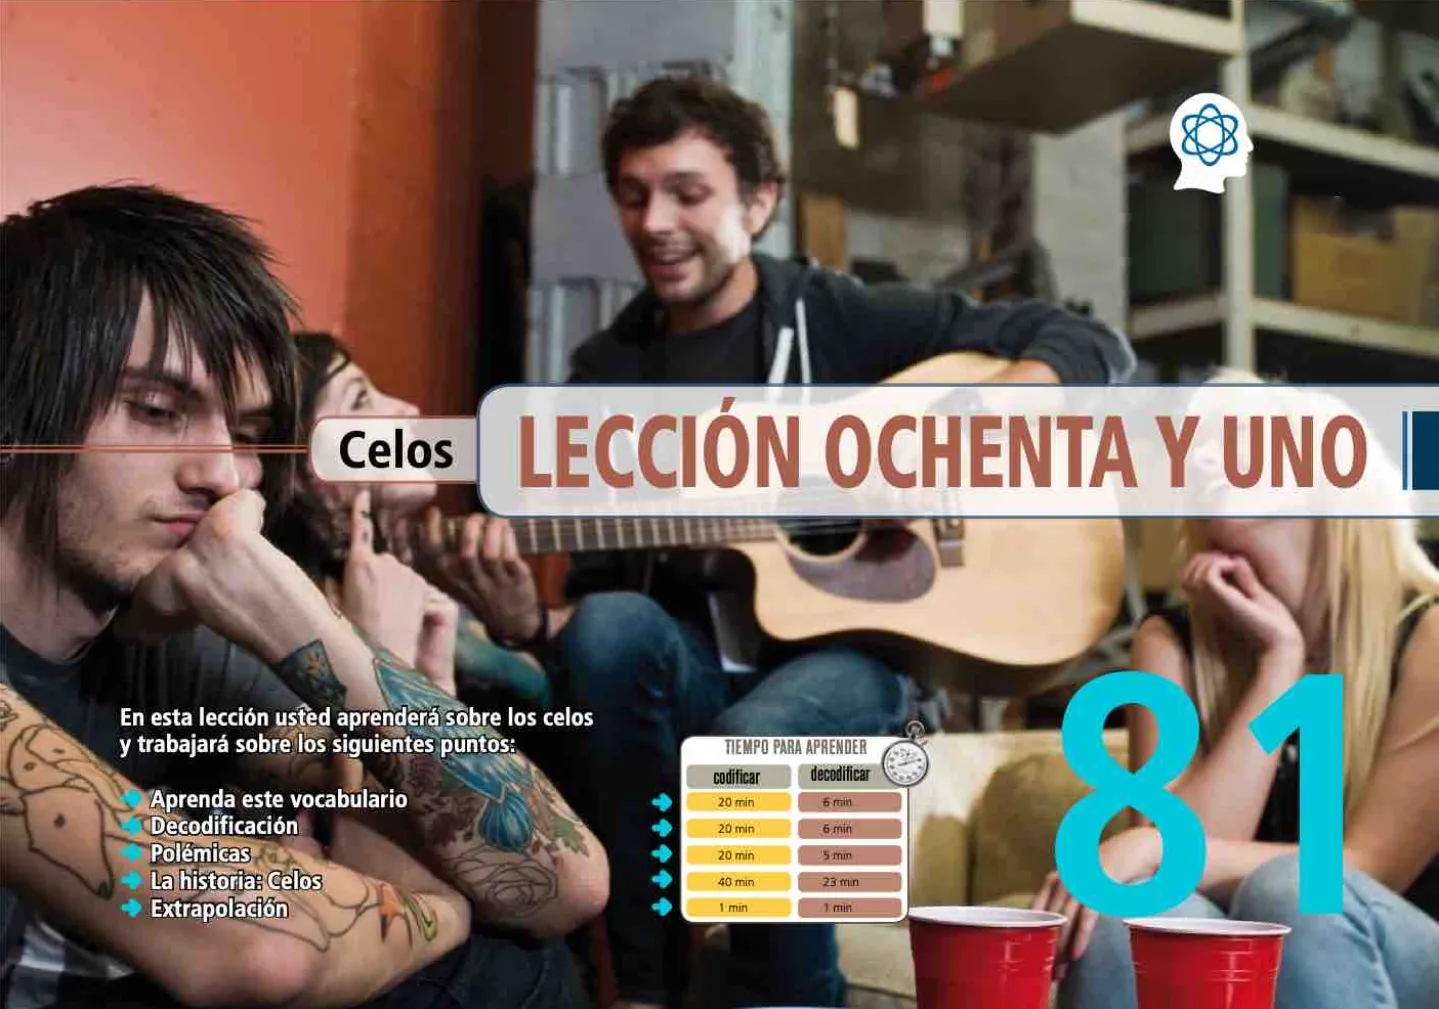 Celos
LECCIÓN OCHENTA Y UNO
En esta lección usted aprenderá sobre los celos
y trabajará sobre los siguientes puntos:
Aprenda este vocabulario
Decodificación
Polémicas
La historia: Celos
Extrapolación
TIEMPO PARA APRENDER
codificar decodificar
20 min 6 min
20 min 6 min
20 min 5 min
40 min 23 min
1 min 1 min
81